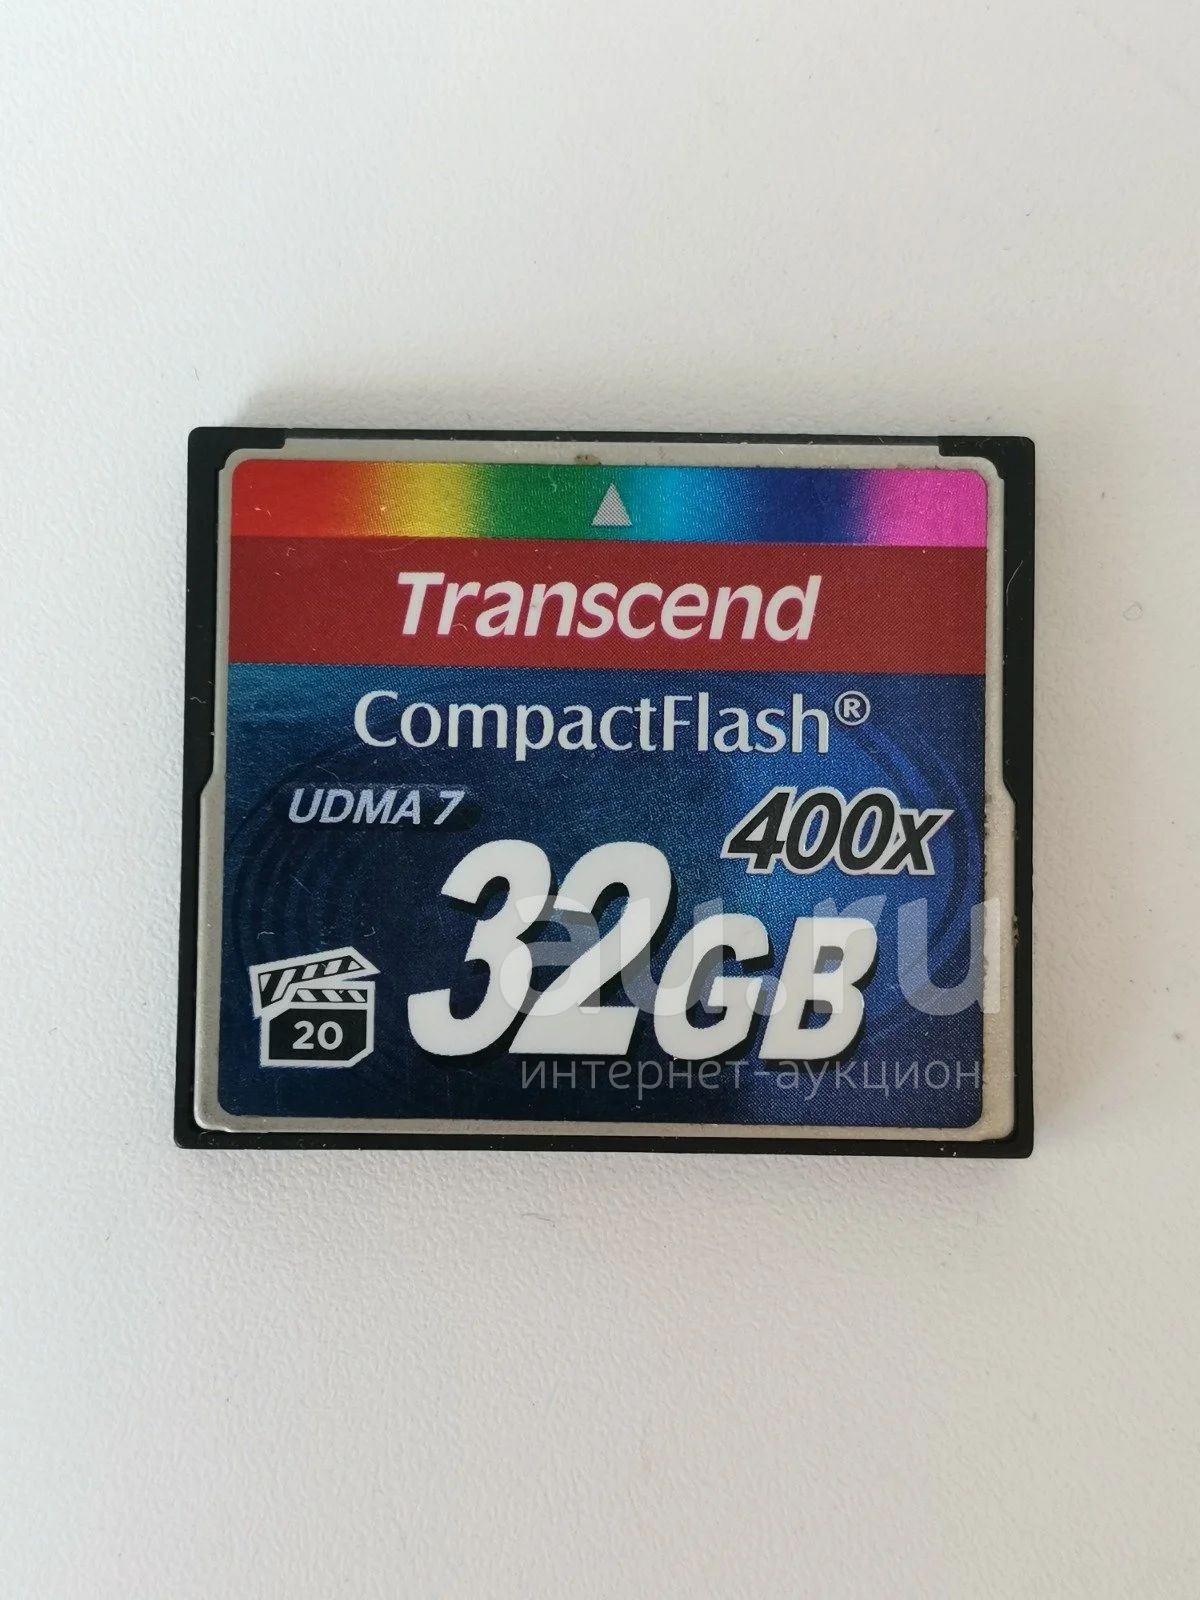 Transcend
CompactFlash®
UDMA 7
400x
32GB
20
au.ru
интернет-аукцион